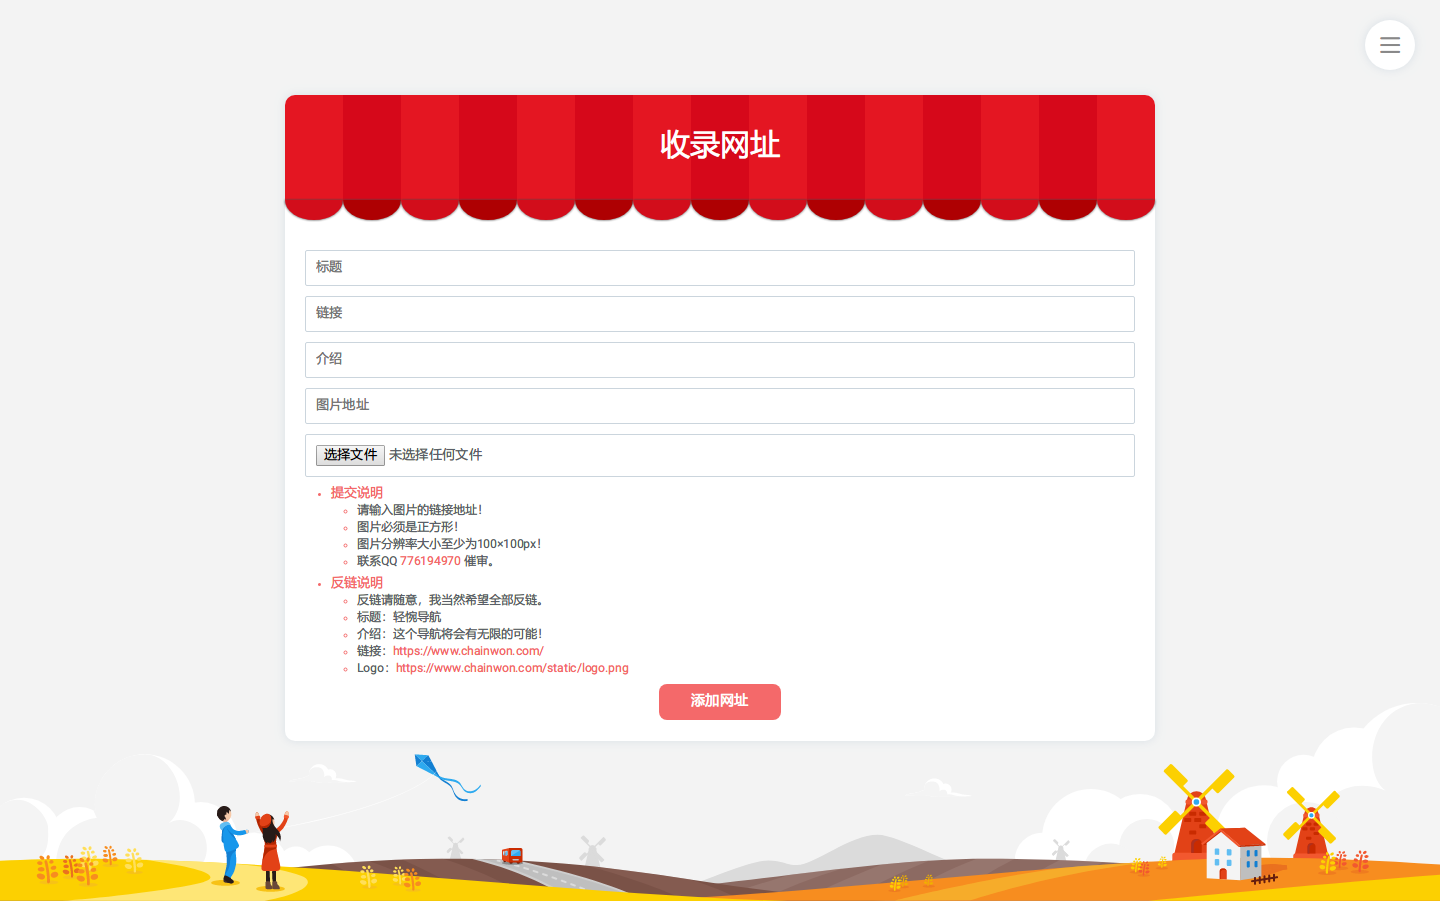 收录网址
标题
链接
介绍
图片地址
选择文件 未选择任何文件
提交说明
请输入图片的链接地址！
图片必须是正方形！
图片分辨率大小至少为100×100px！
联系QQ 776194970 催审。
反链说明
反链请随意，我当然希望全部反链。
标题：轻惋导航
介绍：这个导航将会有无限的可能！
链接：https://www.chainwon.com/
Logo：https://www.chainwon.com/static/logo.png
添加网址